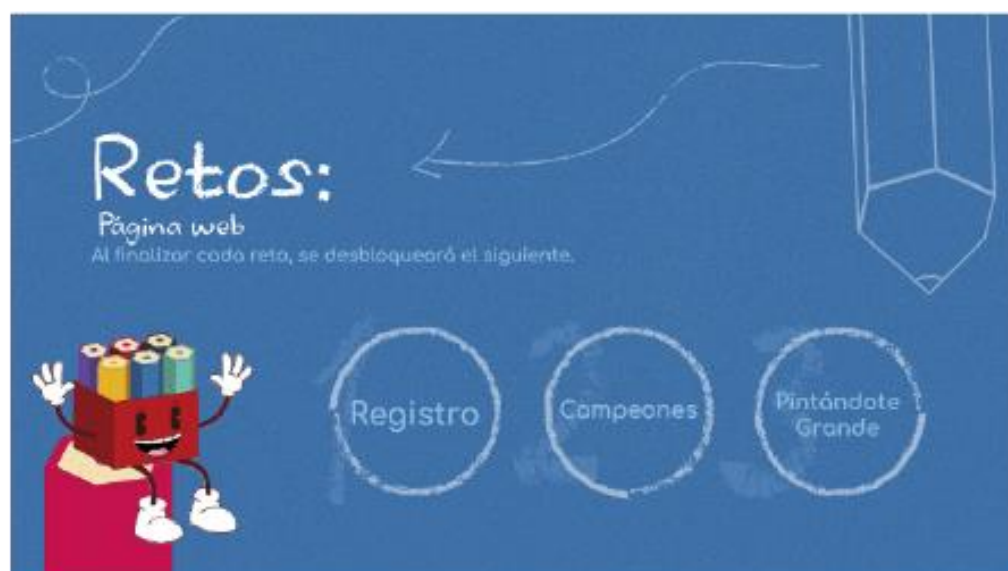 Retos:
Página web
Al finalizar cada reto, se desbloqueará el siguiente.
Registro
Campeones
Pintándote
Grande